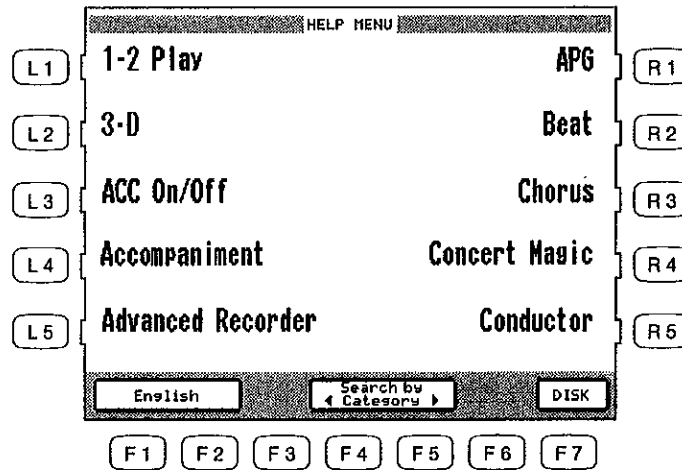 HELP MENU
L1 1-2 Play APG R1
L2 3-D Beat R2
L3 ACC On/Off Chorus R3
L4 Accompaniment Concert Magic R4
L5 Advanced Recorder Conductor R5
English Search by DISK
◄ Category ►
F1 F2 F3 F4 F5 F6 F7